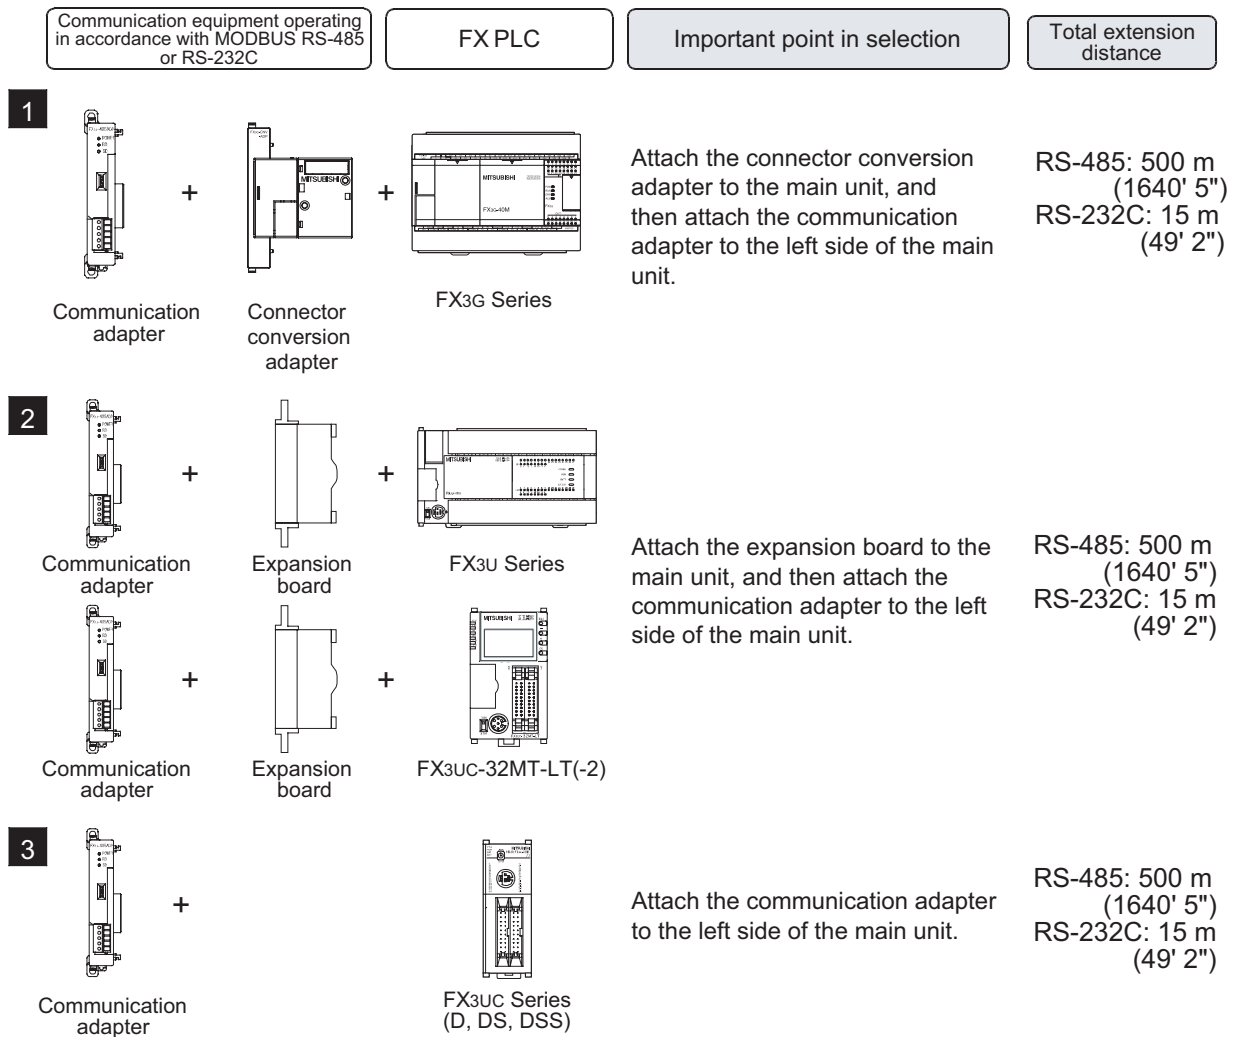 Communication equipment operating
in accordance with MODBUS RS-485
or RS-232C
FX PLC
Important point in selection
Total extension
distance
1
+
+
MITSUBISHI
MITSUBISHI
Communication
adapter
Connector
conversion
adapter
FX3G Series
Attach the connector conversion
adapter to the main unit, and
then attach the communication
adapter to the left side of the main
unit.
RS-485: 500 m
(1640' 5")
RS-232C: 15 m
(49' 2")
2
+
+
MITSUBISHI
Communication
adapter
Expansion
board
FX3U Series
+
+
MITSUBISHI
Communication
adapter
Expansion
board
FX3UC-32MT-LT(-2)
Attach the expansion board to the
main unit, and then attach the
communication adapter to the left
side of the main unit.
RS-485: 500 m
(1640' 5")
RS-232C: 15 m
(49' 2")
3
+
Communication
adapter
FX3UC Series
(D, DS, DSS)
Attach the communication adapter
to the left side of the main unit.
RS-485: 500 m
(1640' 5")
RS-232C: 15 m
(49' 2")